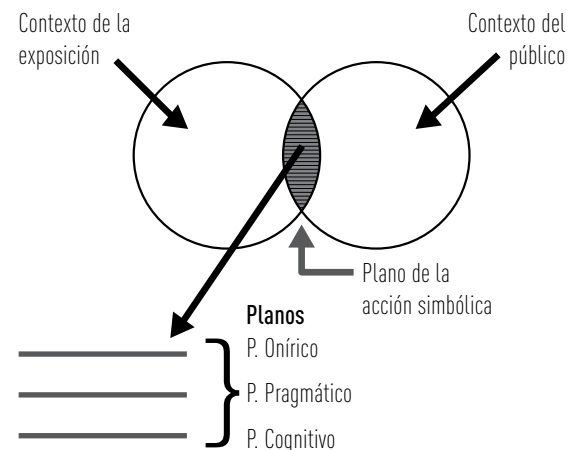 Contexto de la
exposición
Contexto del
público
Plano de la
acción simbólica
Planos
P. Onírico
P. Pragmático
P. Cognitivo